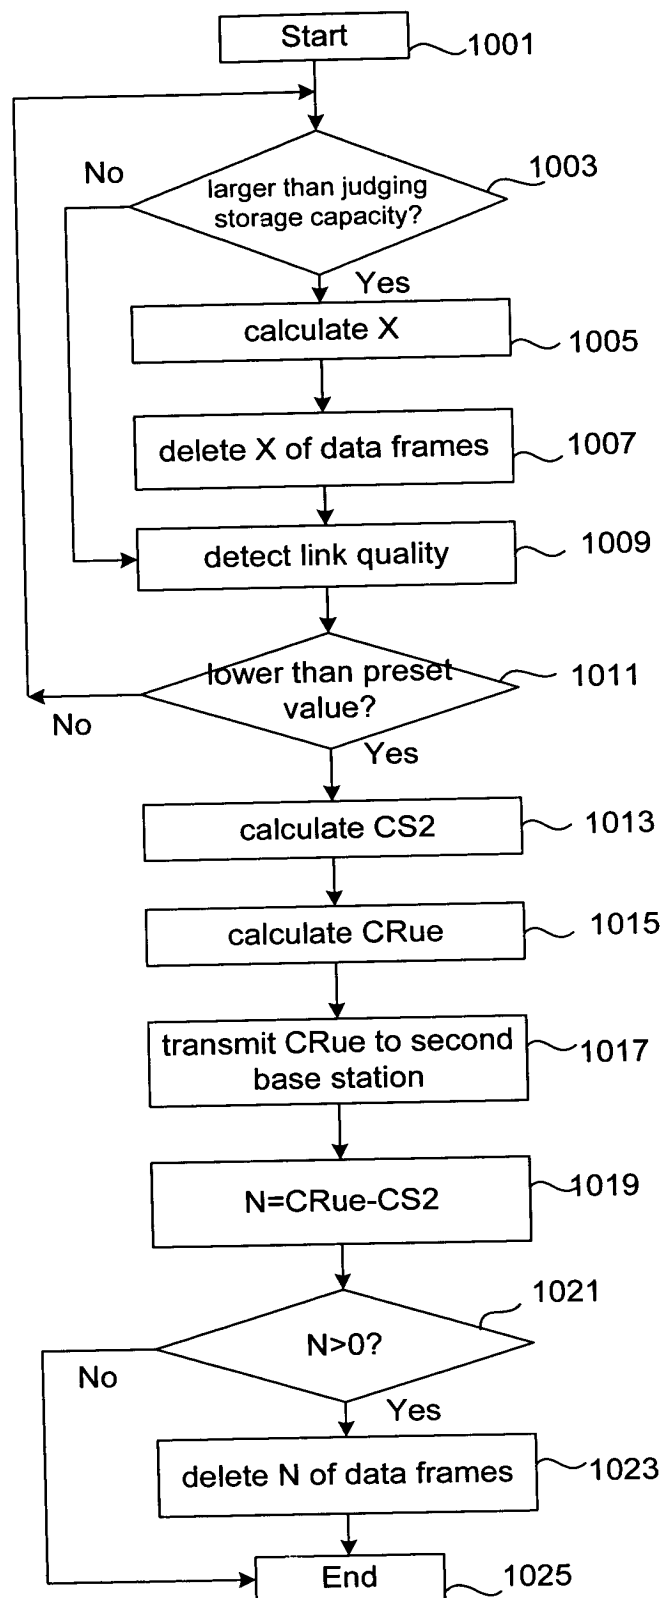 Start
1001
No
larger than judging
storage capacity?
1003
Yes
calculate X
1005
delete X of data frames
1007
detect link quality
1009
lower than preset
value?
1011
No
Yes
calculate CS2
1013
calculate CRue
1015
transmit CRue to second
base station
1017
N=CRue-CS2
1019
1021
N>0?
No
Yes
delete N of data frames
1023
End
1025